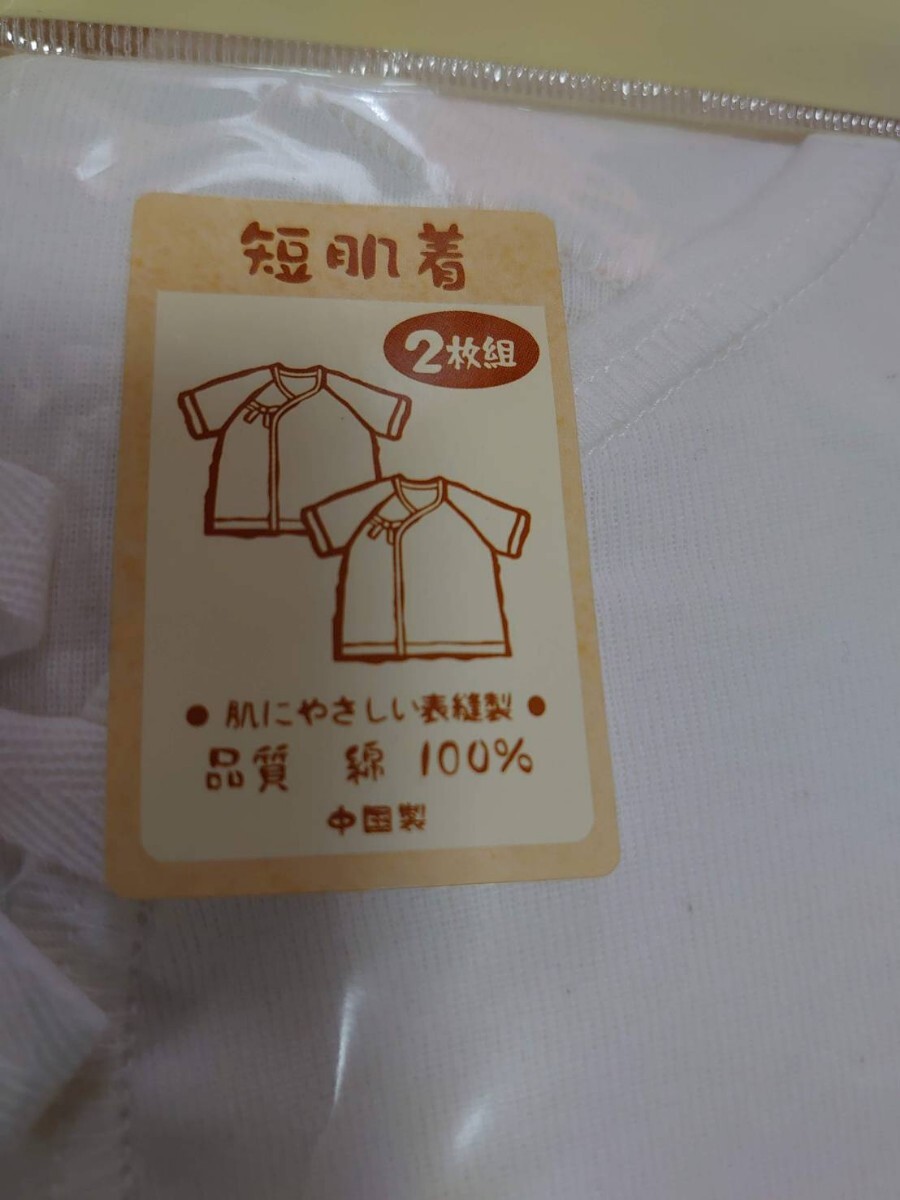 短肌着
2枚組
● 肌にやさしい表縫製 ●
品質 綿 100%
中国製